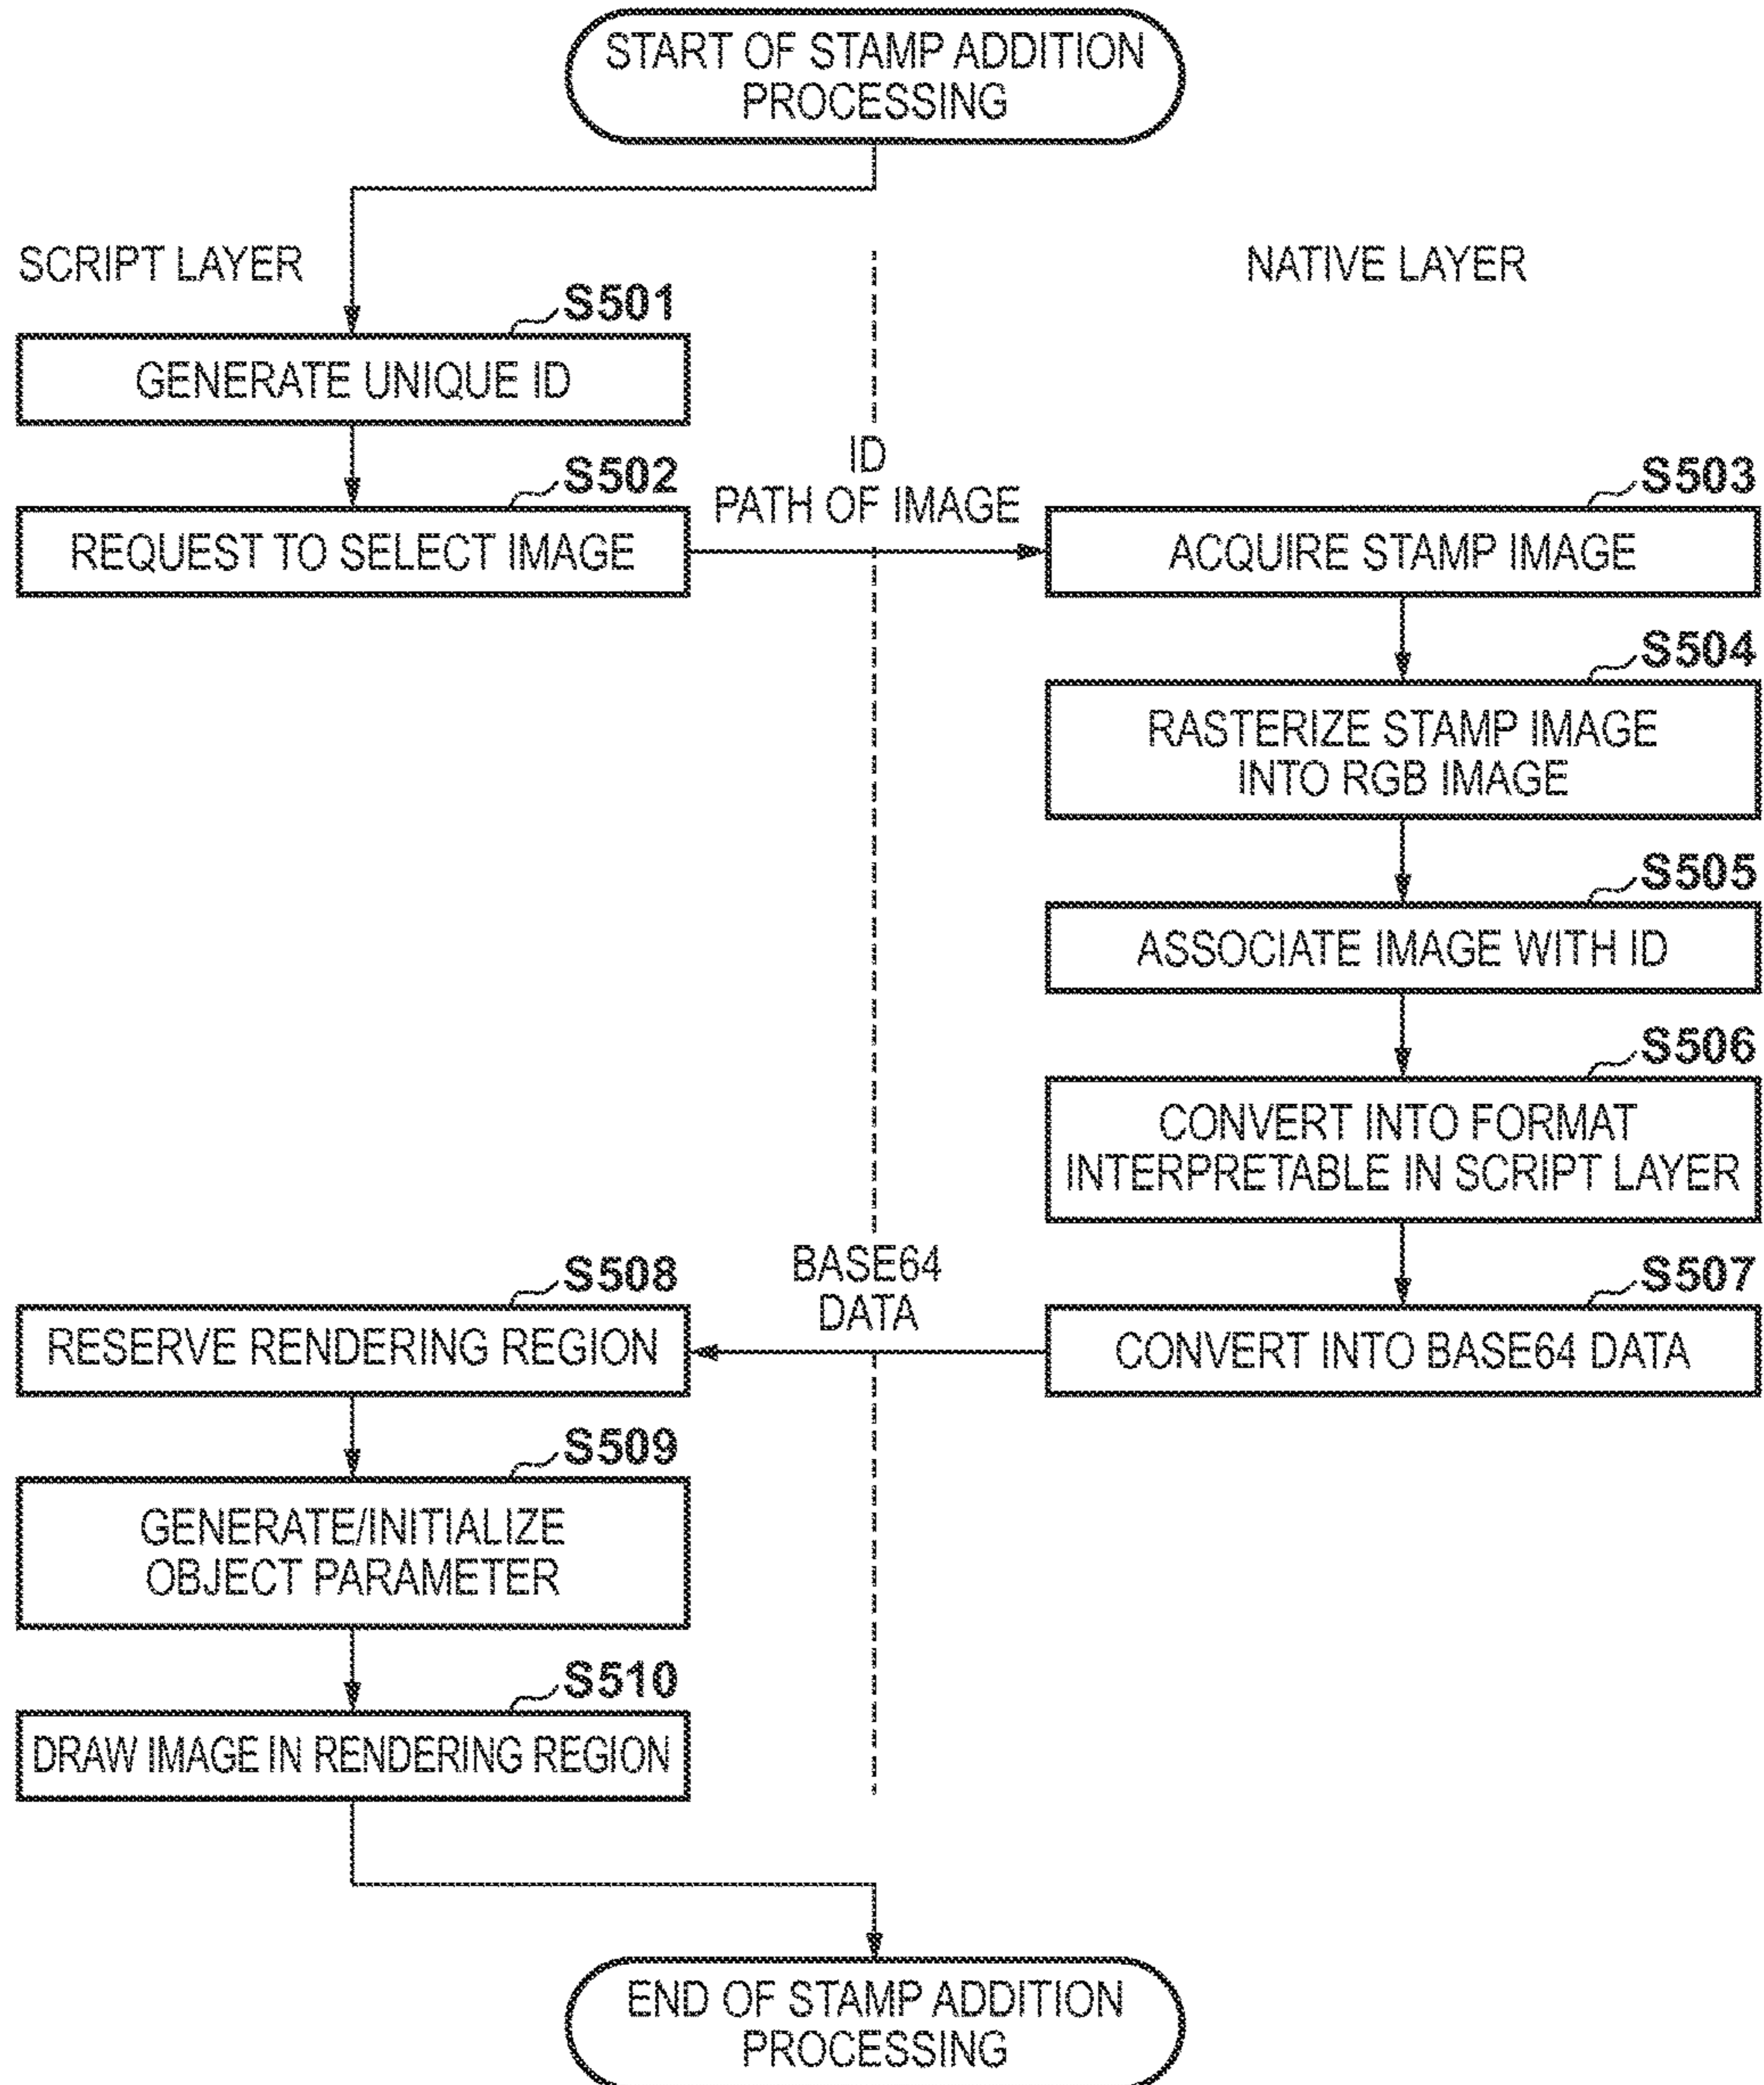 START OF STAMP ADDITION
PROCESSING
SCRIPT LAYER
NATIVE LAYER
S501
GENERATE UNIQUE ID
S502
REQUEST TO SELECT IMAGE
ID
PATH OF IMAGE
S503
ACQUIRE STAMP IMAGE
S504
RASTERIZE STAMP IMAGE
INTO RGB IMAGE
S505
ASSOCIATE IMAGE WITH ID
S506
CONVERT INTO FORMAT
INTERPRETABLE IN SCRIPT LAYER
S507
CONVERT INTO BASE64 DATA
BASE64
DATA
S508
RESERVE RENDERING REGION
S509
GENERATE/INITIALIZE
OBJECT PARAMETER
S510
DRAW IMAGE IN RENDERING REGION
END OF STAMP ADDITION
PROCESSING